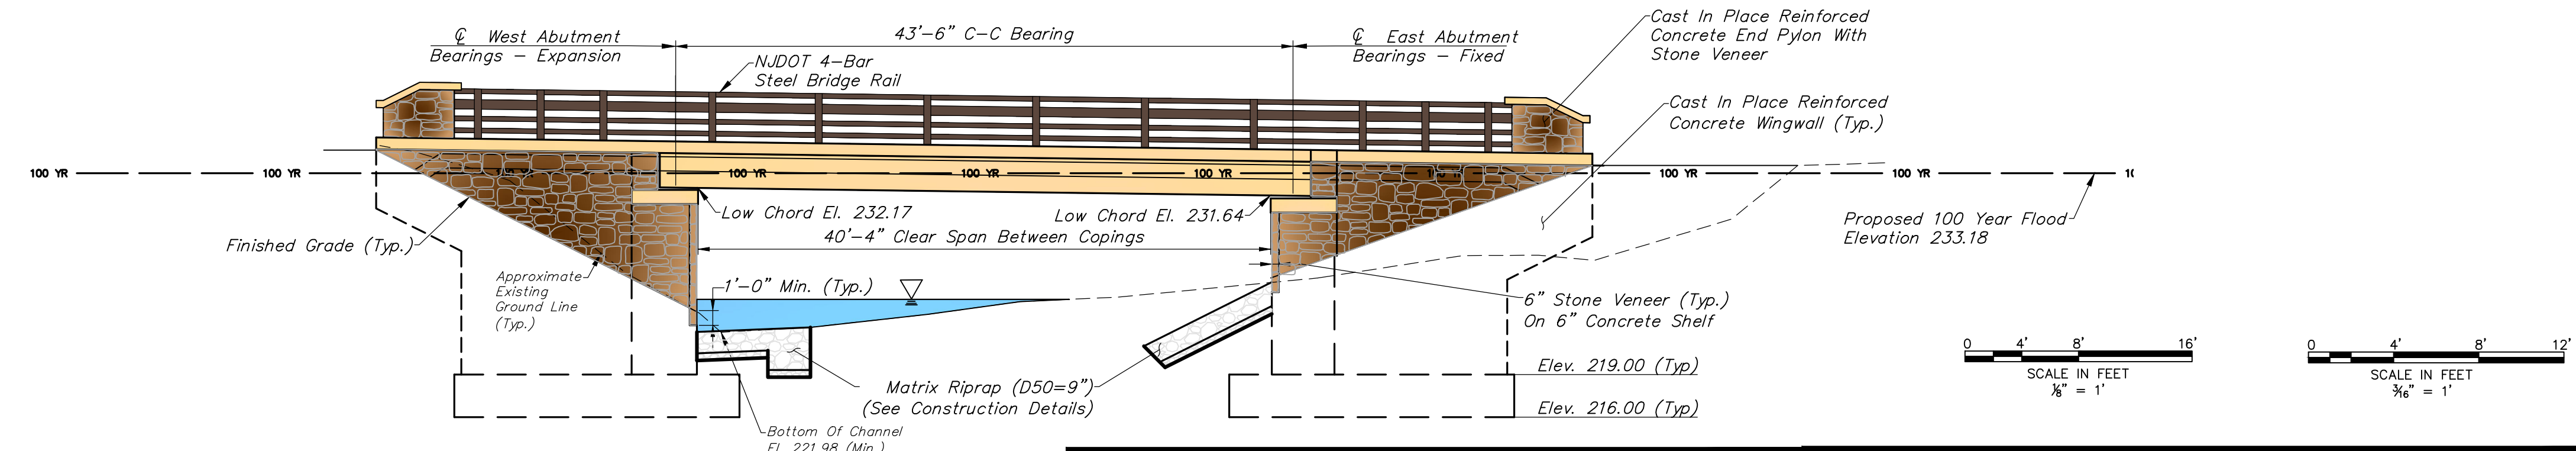 Cast In Place Reinforced
Concrete End Pylon With
Stone Veneer
℄ West Abutment
Bearings - Expansion
43'-6" C-C Bearing
℄ East Abutment
Bearings - Fixed
NJDOT 4-Bar
Steel Bridge Rail
Cast In Place Reinforced
Concrete Wingwall (Typ.)
100 YR
100 YR
100 YR
100 YR
100 YR
100 YR
100 YR
Low Chord El. 232.17
Low Chord El. 231.64
Proposed 100 Year Flood
Elevation 233.18
Finished Grade (Typ.)
40'-4" Clear Span Between Copings
Approximate
Existing
Ground Line
(Typ.)
1'-0" Min. (Typ.)
6" Stone Veneer (Typ.)
On 6" Concrete Shelf
0 4' 8' 16'
SCALE IN FEET
⅛" = 1'
0 4' 8' 12'
SCALE IN FEET
3/16" = 1'
Elev. 219.00 (Typ)
Matrix Riprap (D50=9")
(See Construction Details)
Elev. 216.00 (Typ)
Bottom Of Channel
El. 221.98 (Min.)